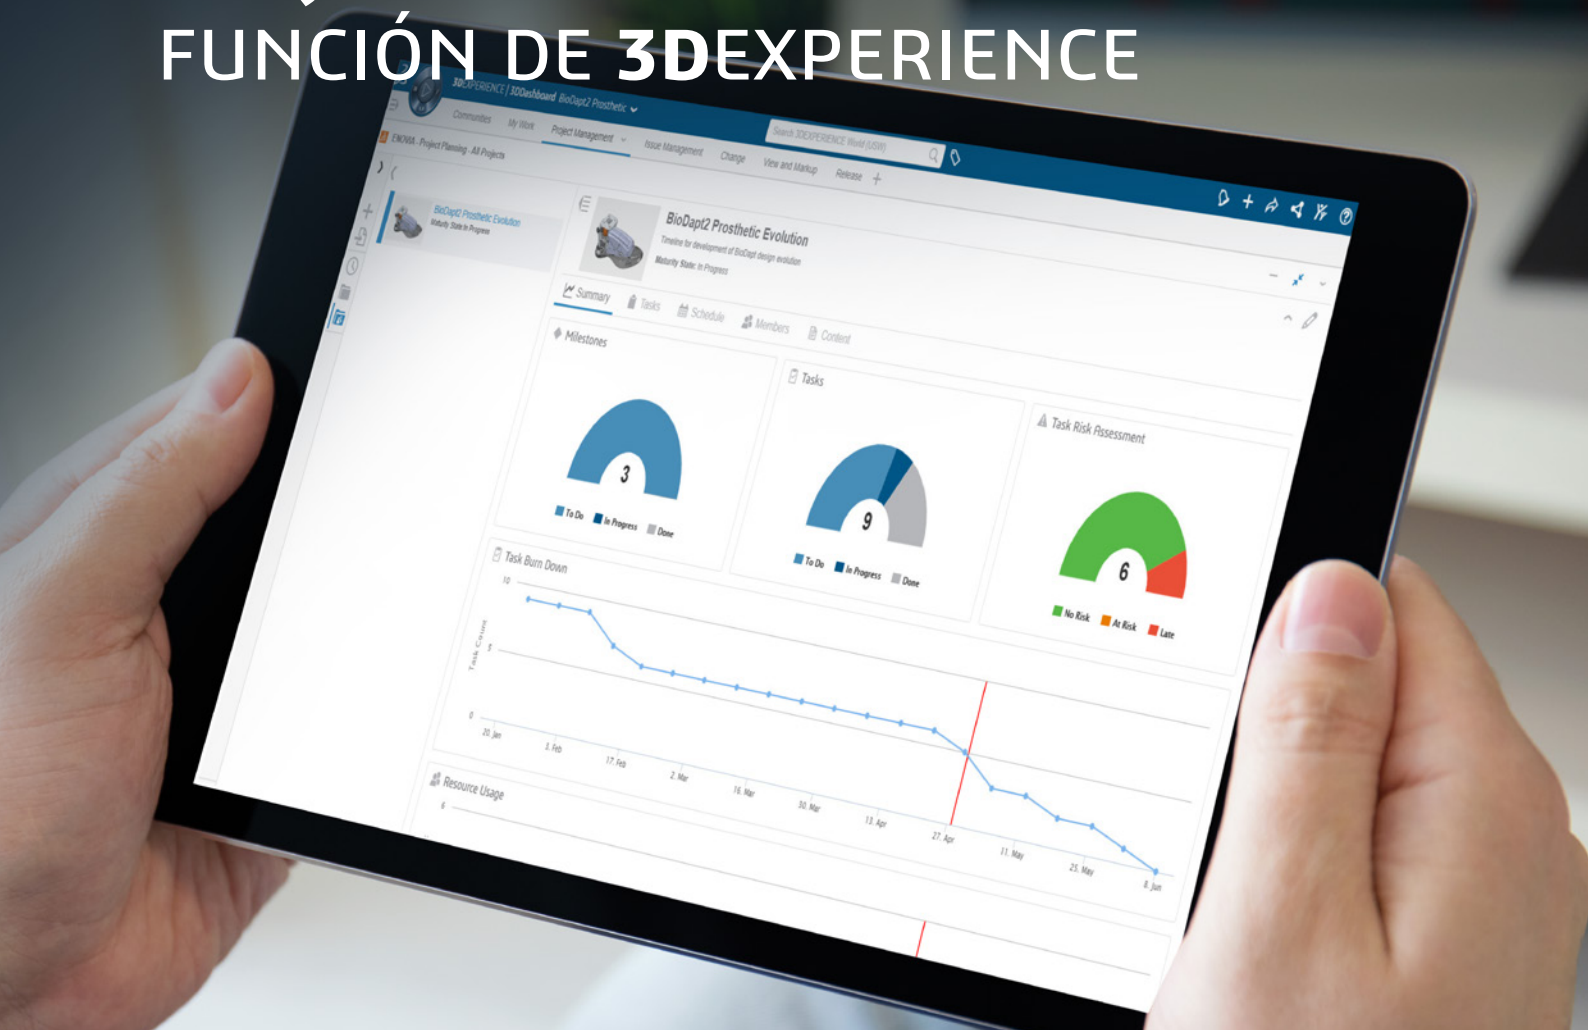 FUNCIÓN DE 3DEXPERIENCE
3DEXPERIENCE | 3DDashboard BioDapt2 Prosthetic
Search 3DEXPERIENCE World (USW)
Communities My Work Project Management Issue Management Change View and Markup Release +
ENOVIA - Project Planning - All Projects
BioDapt2 Prosthetic Evolution
Maturity State In Progress
BioDapt2 Prosthetic Evolution
Timeline for development of BioDapt design evolution
Maturity State: In Progress
Summary Tasks Schedule Members Content
Milestones
3
To Do In Progress Done
Tasks
9
To Do In Progress Done
Task Risk Assessment
6
No Risk At Risk Late
Task Burn Down
Task Count
10
5
0
20. Jan 3. Feb 17. Feb 2. Mar 16. Mar 30. Mar 13. Apr 27. Apr 11. May 25. May 8. Jun
Resource Usage
6